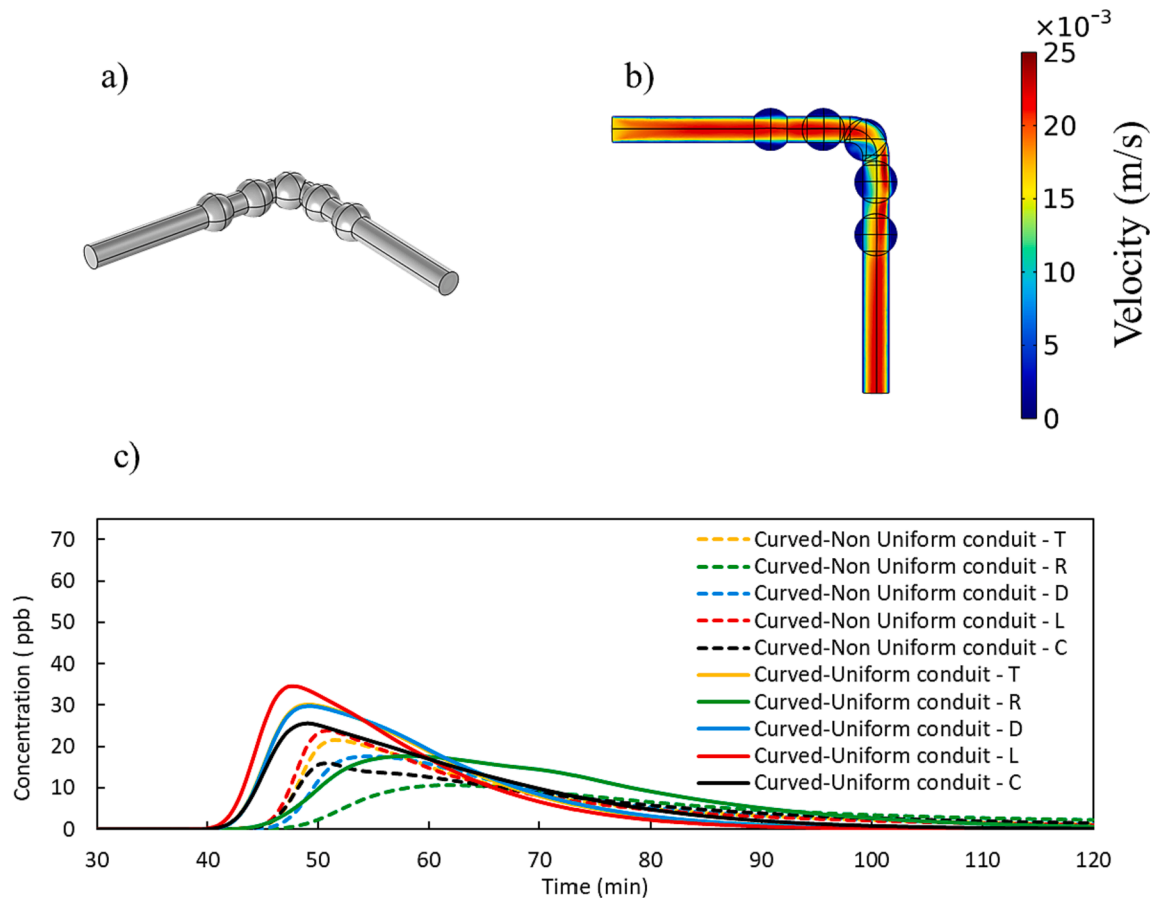 a)
b)
×10⁻³
25
20
15
10
5
0
Velocity (m/s)
c)
70
60
50
40
30
20
10
0
Concentration ( ppb)
Curved-Non Uniform conduit - T
Curved-Non Uniform conduit - R
Curved-Non Uniform conduit - D
Curved-Non Uniform conduit - L
Curved-Non Uniform conduit - C
Curved-Uniform conduit - T
Curved-Uniform conduit - R
Curved-Uniform conduit - D
Curved-Uniform conduit - L
Curved-Uniform conduit - C
30 40 50 60 70 80 90 100 110 120
Time (min)